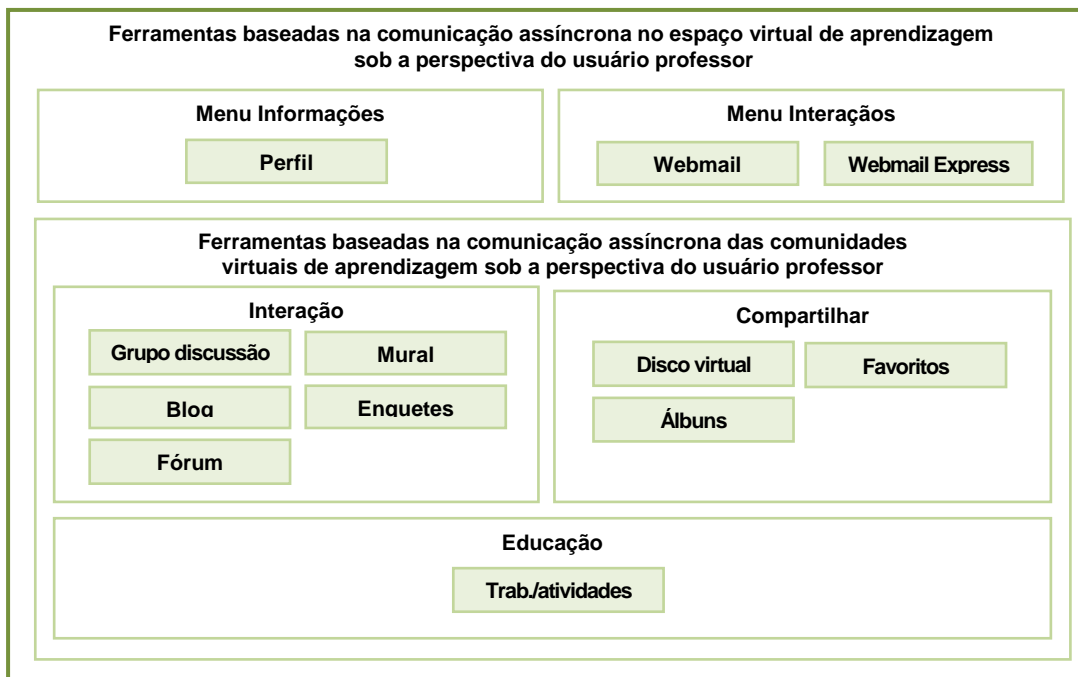 Ferramentas baseadas na comunicação assíncrona no espaço virtual de aprendizagem
sob a perspectiva do usuário professor
Menu Informações
Perfil
Menu Interaçãos
Webmail
Webmail Express
Ferramentas baseadas na comunicação assíncrona das comunidades
virtuais de aprendizagem sob a perspectiva do usuário professor
Interação
Grupo discussão
Mural
Blog
Enquetes
Fórum
Compartilhar
Disco virtual
Favoritos
Álbuns
Educação
Trab./atividades